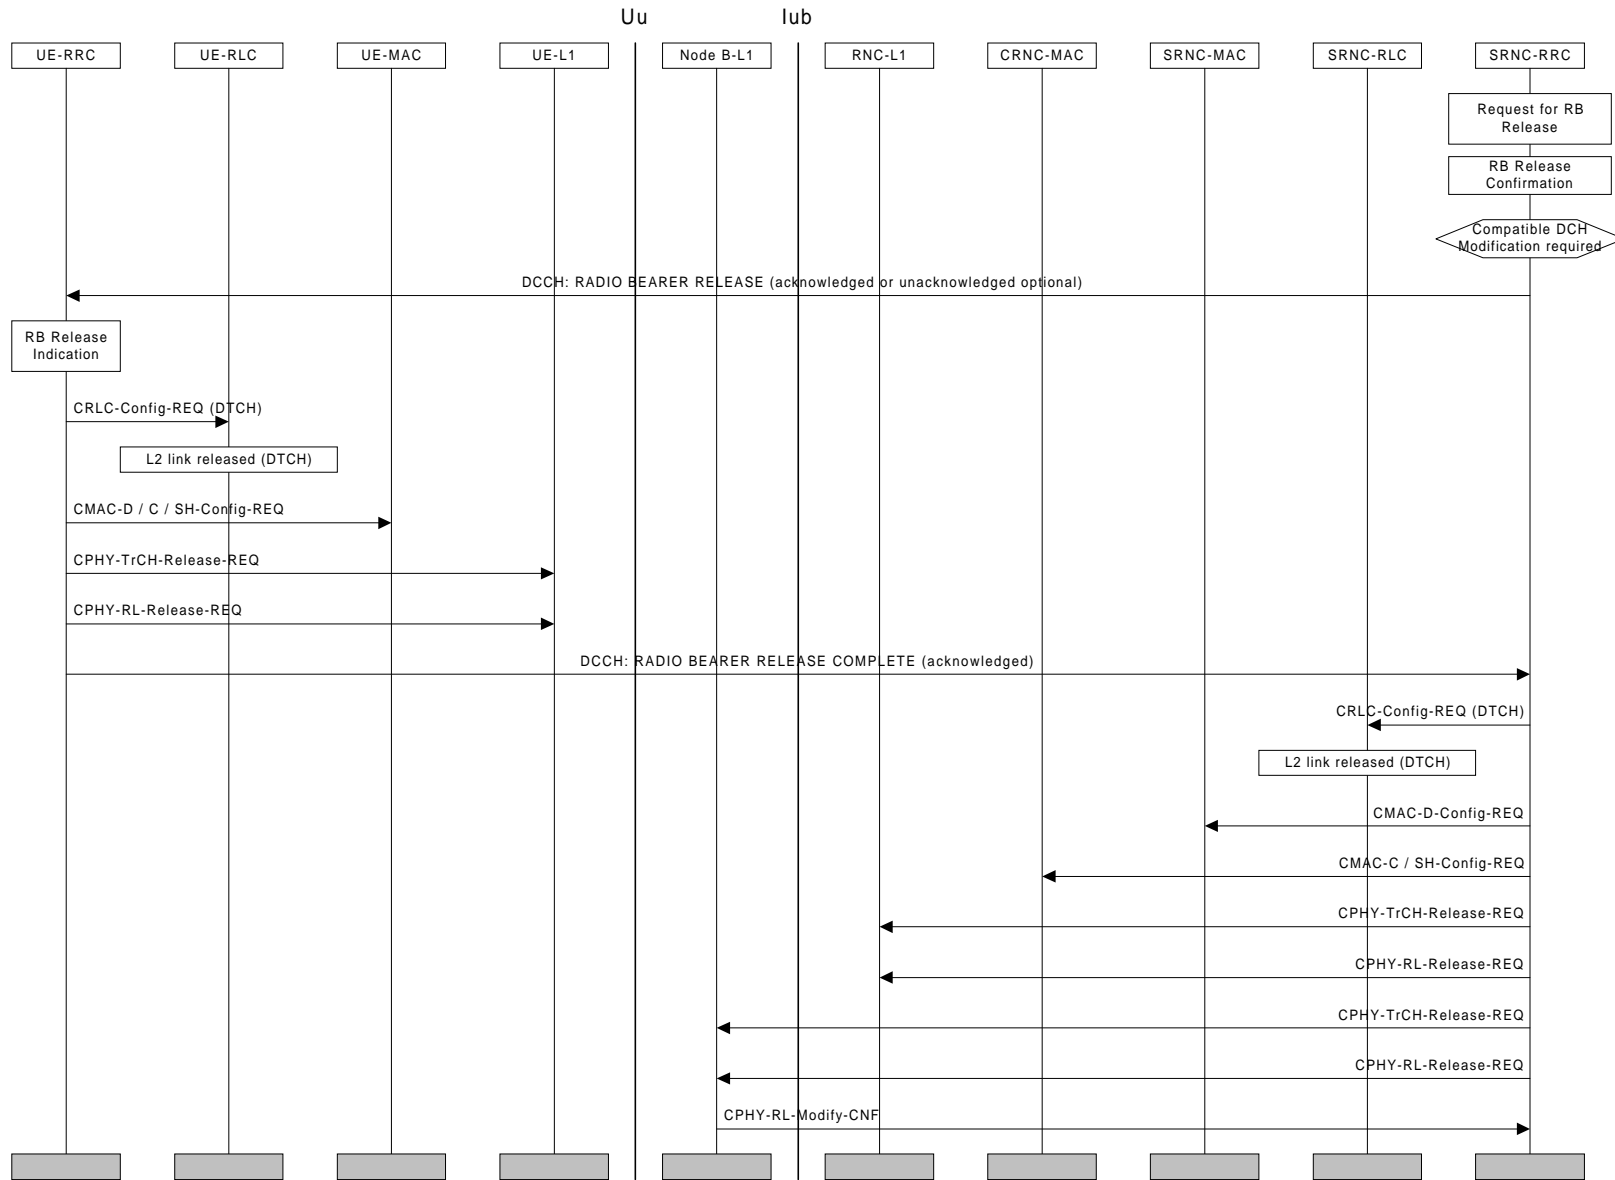 Uu
Iub
UE-RRC
UE-RLC
UE-MAC
UE-L1
Node B-L1
RNC-L1
CRNC-MAC
SRNC-MAC
SRNC-RLC
SRNC-RRC
Request for RB
Release
RB Release
Confirmation
Compatible DCH
Modification required
DCCH: RADIO BEARER RELEASE (acknowledged or unacknowledged optional)
RB Release
Indication
CRLC-Config-REQ (DTCH)
L2 link released (DTCH)
CMAC-D / C / SH-Config-REQ
CPHY-TrCH-Release-REQ
CPHY-RL-Release-REQ
DCCH: RADIO BEARER RELEASE COMPLETE (acknowledged)
CRLC-Config-REQ (DTCH)
L2 link released (DTCH)
CMAC-D-Config-REQ
CMAC-C / SH-Config-REQ
CPHY-TrCH-Release-REQ
CPHY-RL-Release-REQ
CPHY-TrCH-Release-REQ
CPHY-RL-Release-REQ
CPHY-RL-Modify-CNF